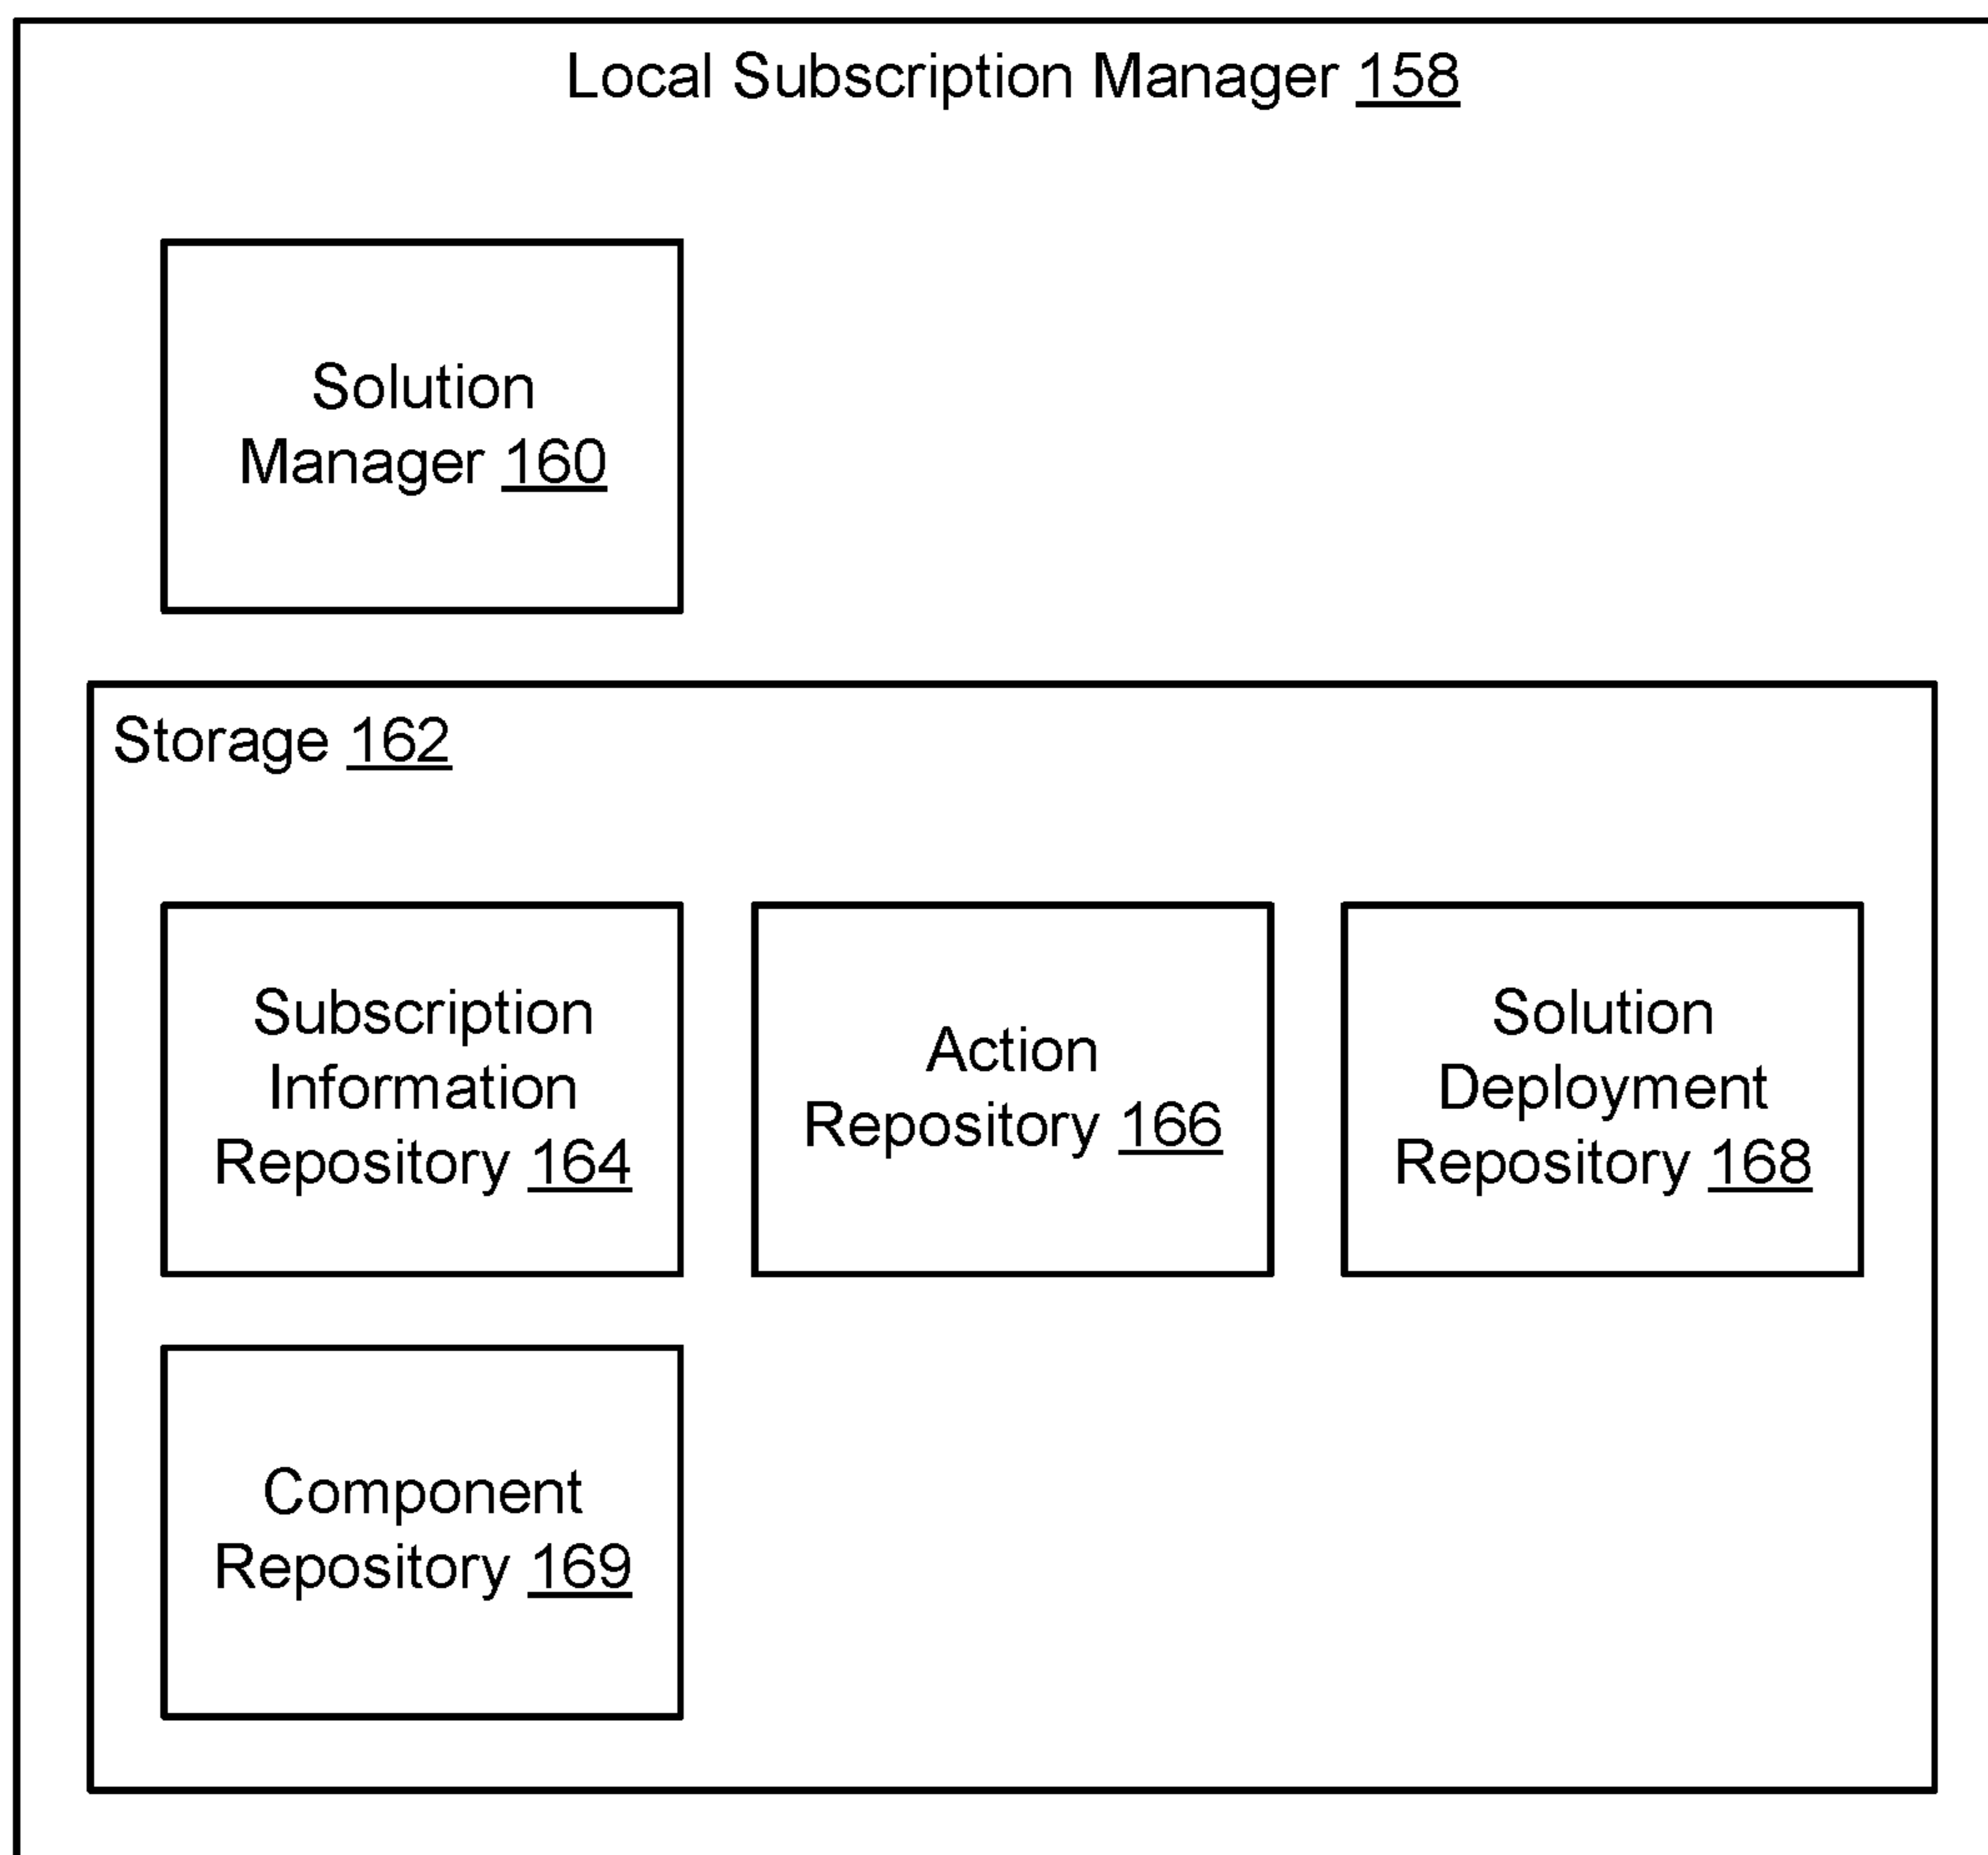 Local Subscription Manager 158
Solution
Manager 160
Storage 162
Subscription
Information
Repository 164
Action
Repository 166
Solution
Deployment
Repository 168
Component
Repository 169